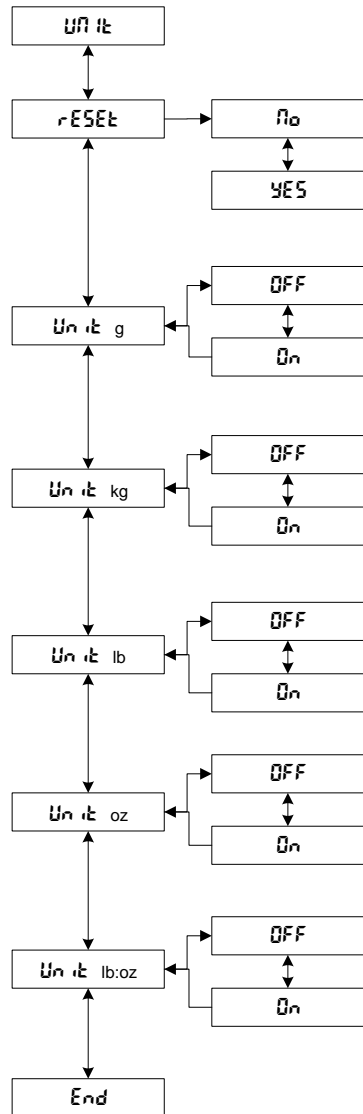 UNIt
rESEt
No
YES
OFF
Unit g
On
OFF
Unit kg
On
OFF
Unit lb
On
OFF
Unit oz
On
OFF
Unit lb:oz
On
End